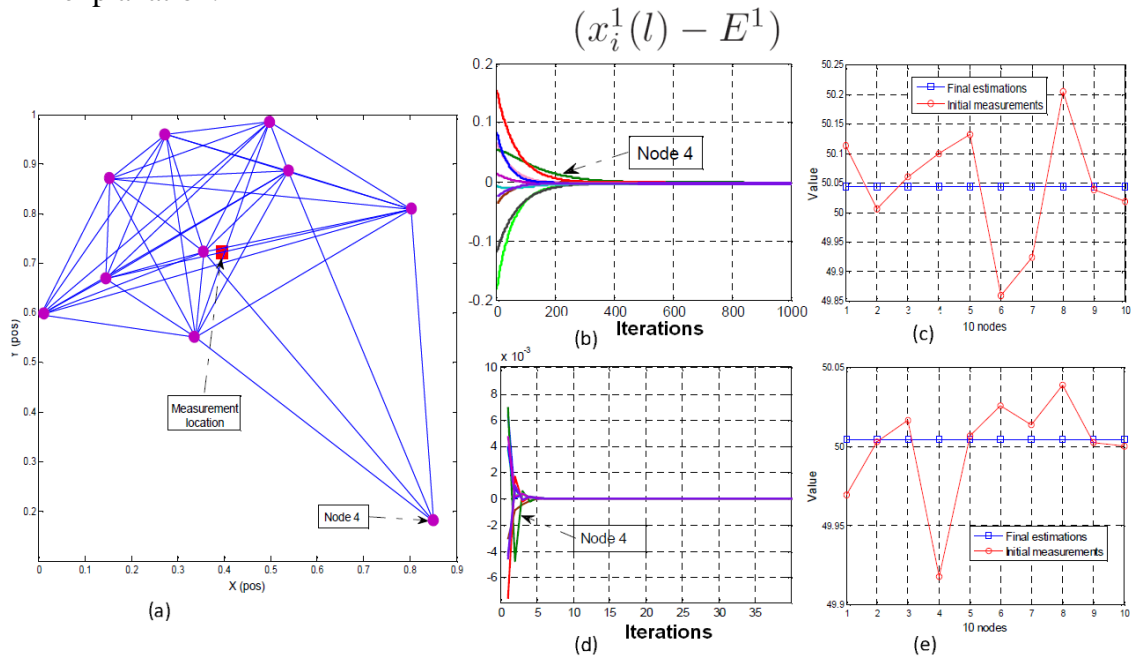 (x_i^1(l) − E^1)
1
0.9
0.8
0.7
0.6
0.5
0.4
0.3
0.2
Y (pos)
Measurement
location
Node 4
0 0.1 0.2 0.3 0.4 0.5 0.6 0.7 0.8 0.9
X (pos)
(a)
0.2
0.1
0
-0.1
-0.2
Node 4
0 200 400 600 800 1000
(b) Iterations
50.25
50.2
50.15
50.1
50.05
50
49.95
49.9
49.85
Value
Final estimations
Initial measurements
1 2 3 4 5 6 7 8 9 10
10 nodes
(c)
x 10^-3
10
8
6
4
2
0
-2
-4
-6
Node 4
5 10 15 20 25 30 35
Iterations
(d)
50.05
50
49.95
49.9
Value
Final estimations
Initial measurements
1 2 3 4 5 6 7 8 9 10
10 nodes
(e)